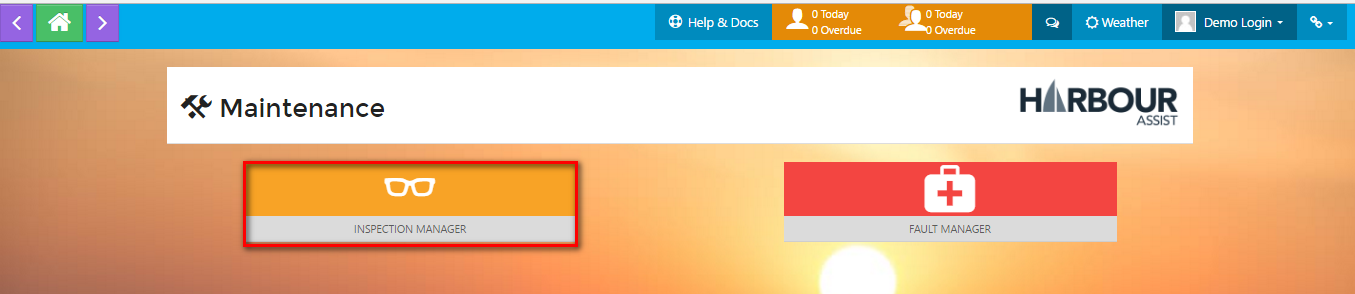 Help & Docs
0 Today
0 Overdue
0 Today
0 Overdue
Weather
Demo Login
Maintenance
HARBOUR
ASSIST
INSPECTION MANAGER
FAULT MANAGER